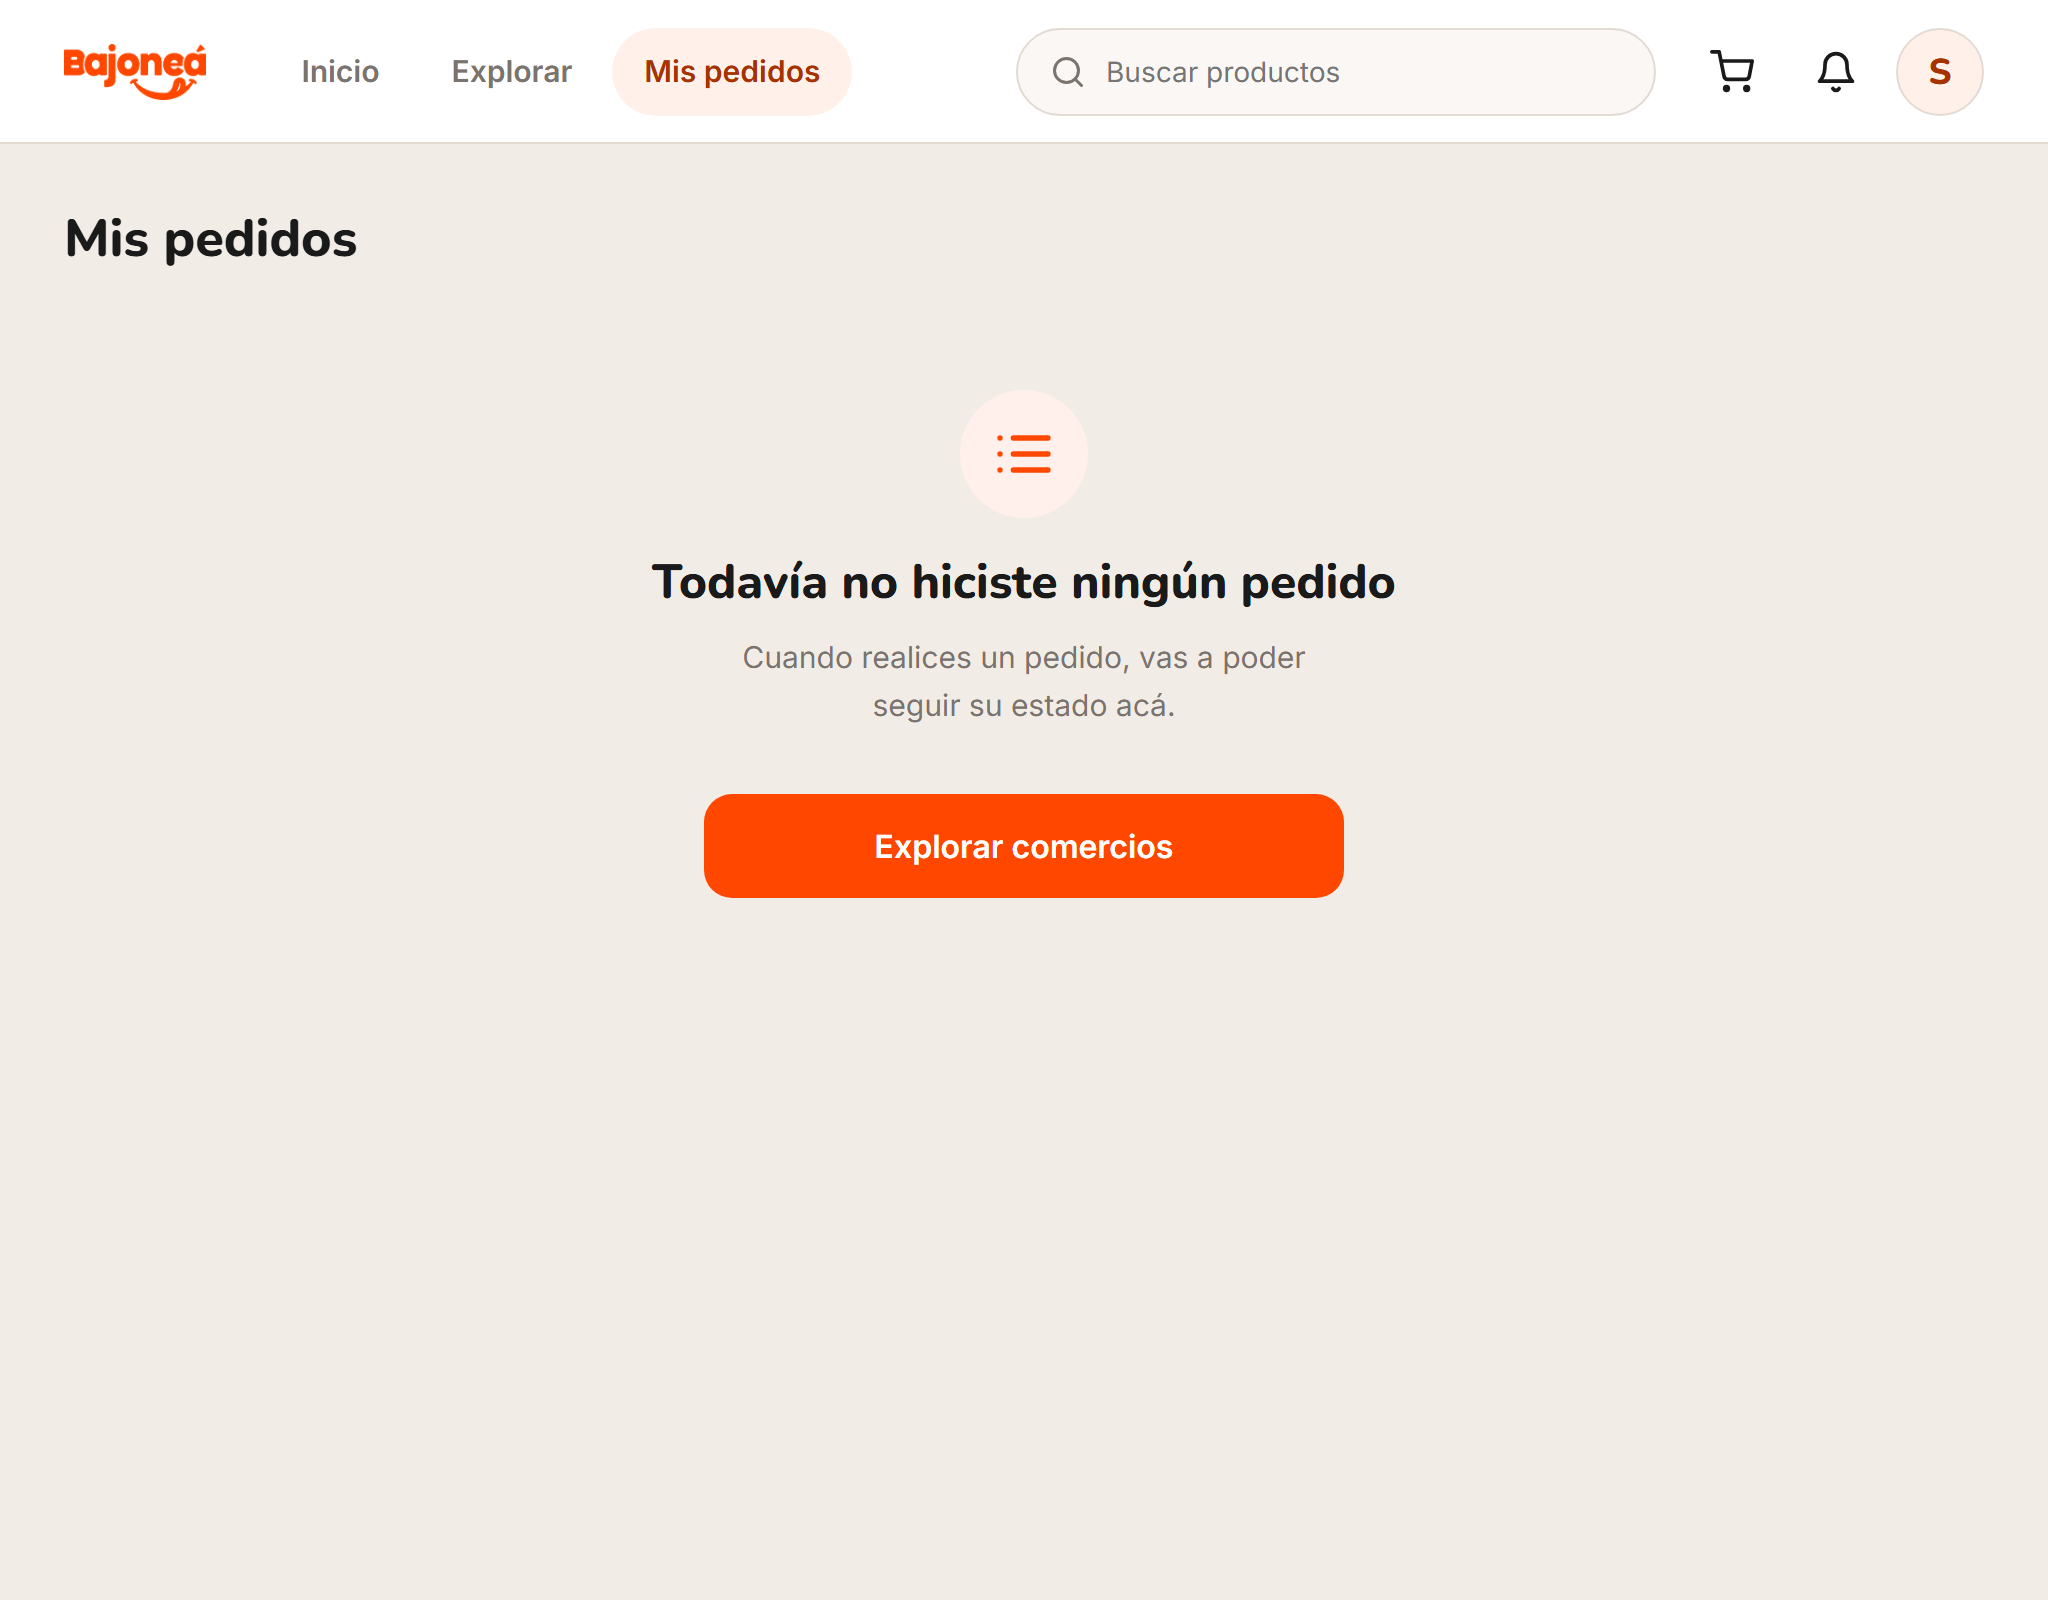 Bajoneá
Inicio
Explorar
Mis pedidos
Buscar productos
S
Mis pedidos
Todavía no hiciste ningún pedido
Cuando realices un pedido, vas a poder
seguir su estado acá.
Explorar comercios